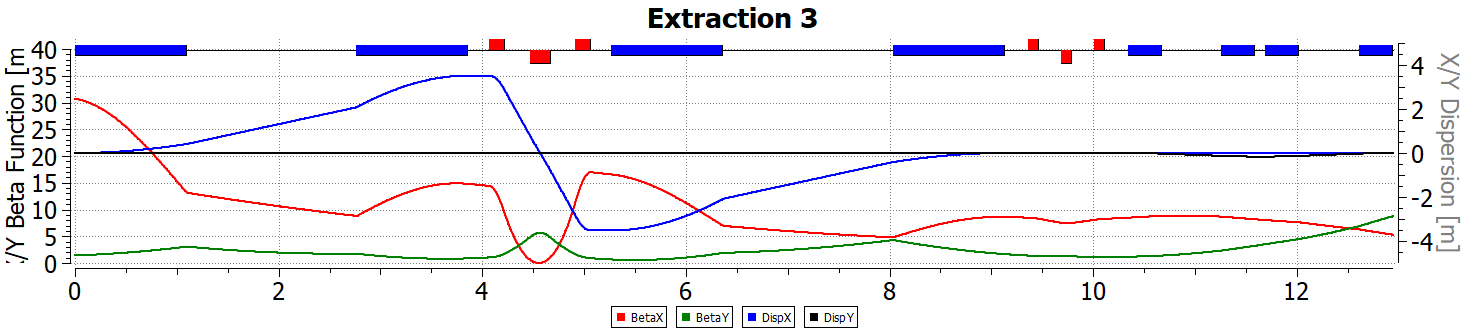 Extraction 3
:/Y Beta Function [m
40
35
30
25
20
15
10
5
0
4
2
0
-2
-4
X/Y Dispersion [m]
0 2 4 6 8 10 12
BetaX BetaY DispX DispY